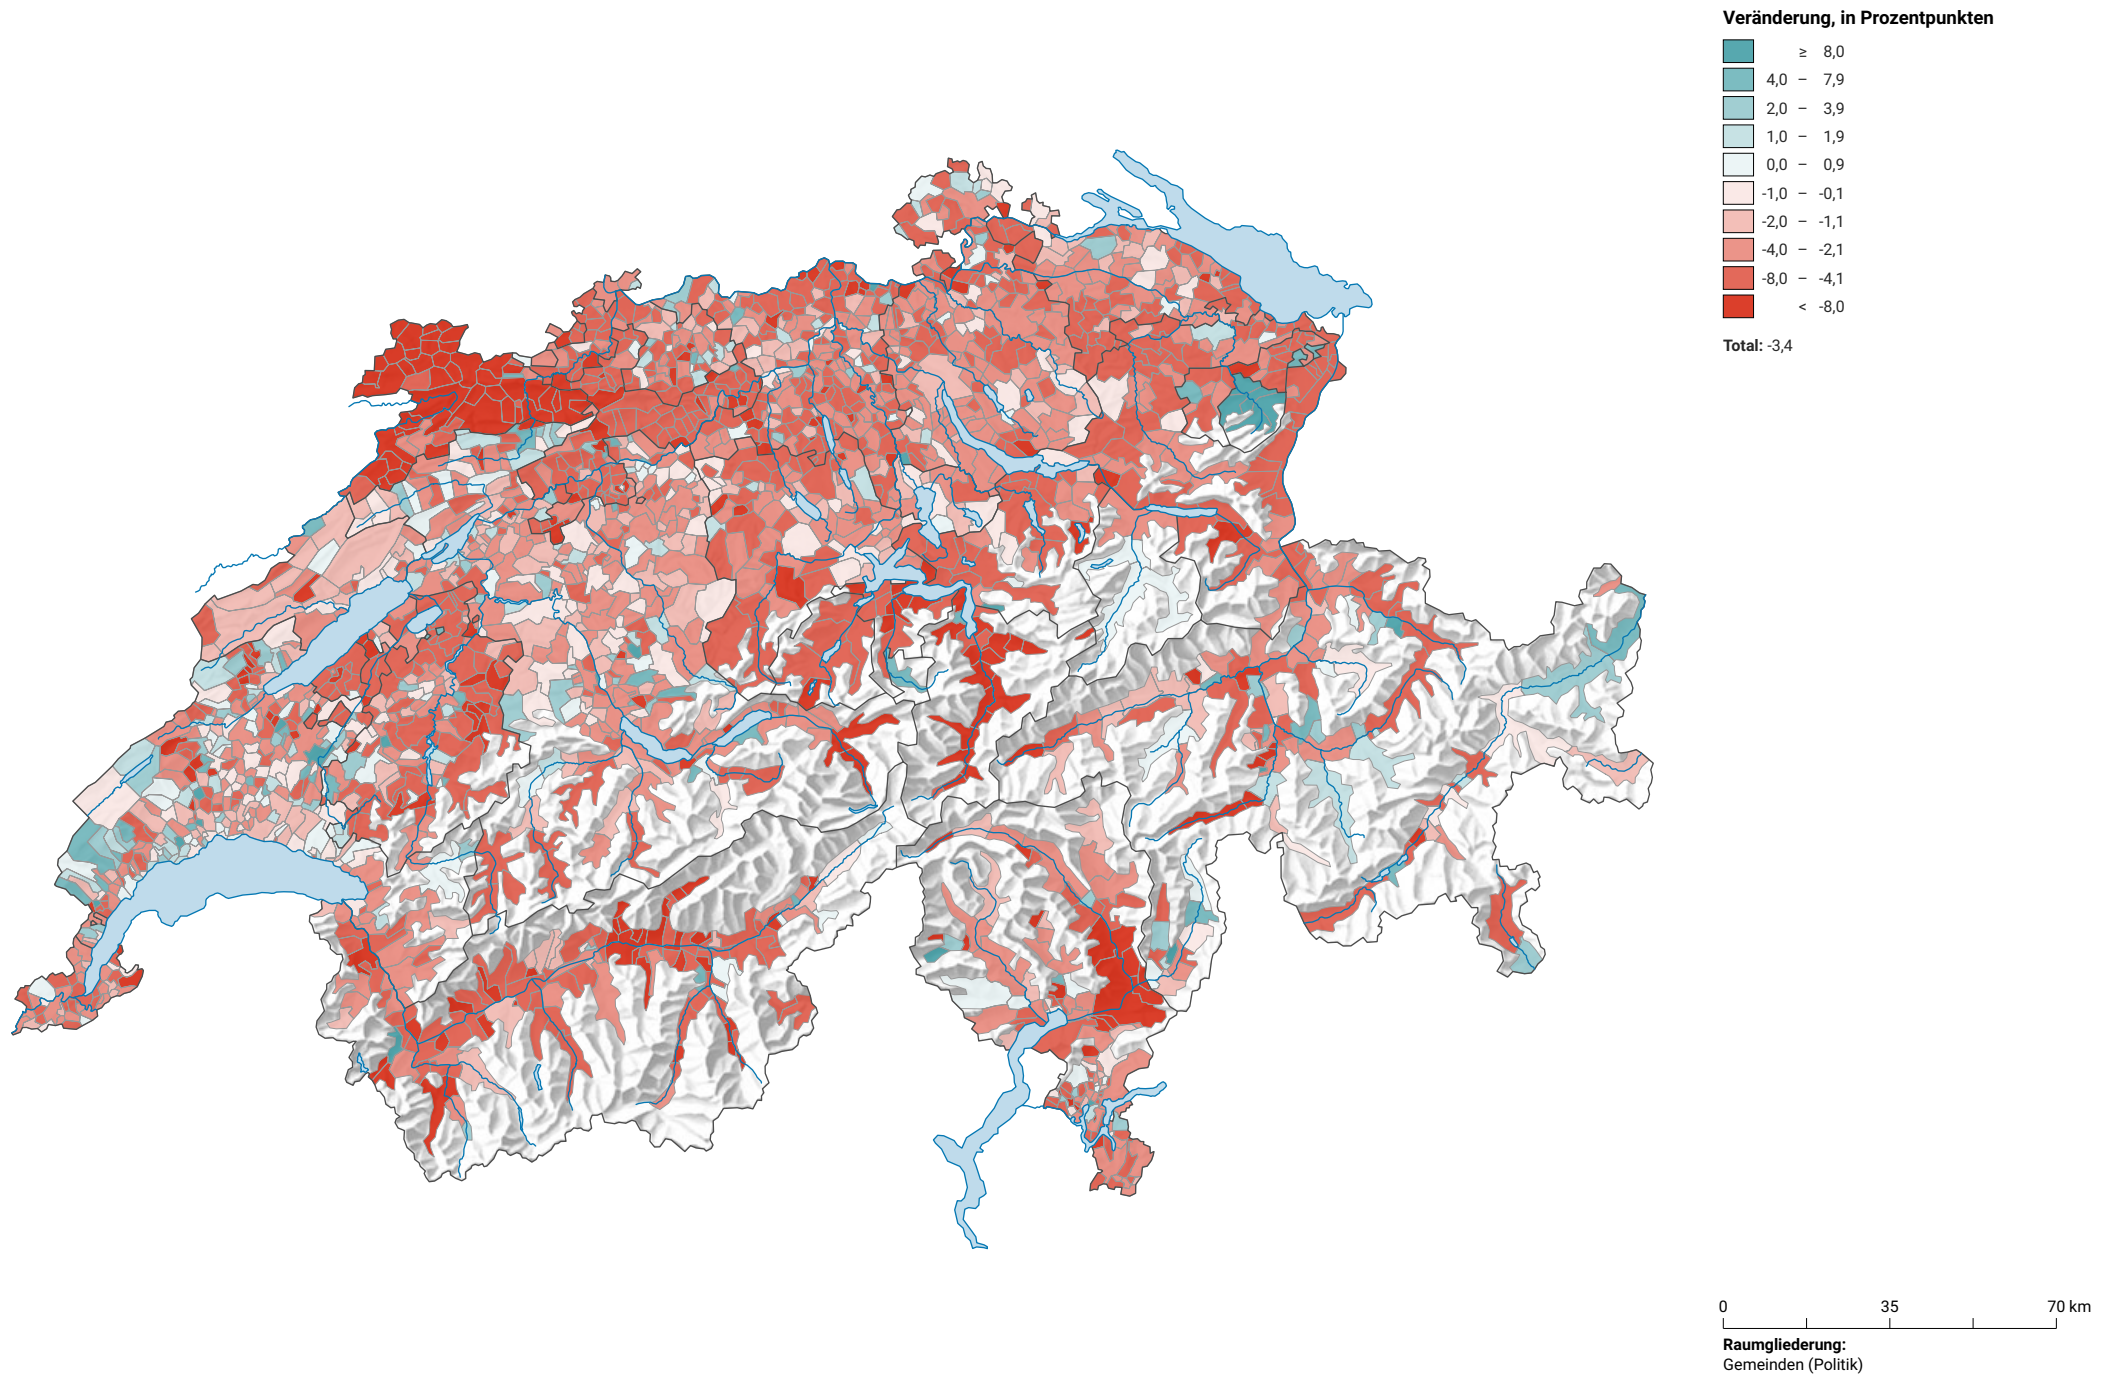 Veränderung, in Prozentpunkten
≥ 8,0
4,0 – 7,9
2,0 – 3,9
1,0 – 1,9
0,0 – 0,9
-1,0 – -0,1
-2,0 – -1,1
-4,0 – -2,1
-8,0 – -4,1
< -8,0
Total: -3,4
0 35 70 km
Raumgliederung:
Gemeinden (Politik)